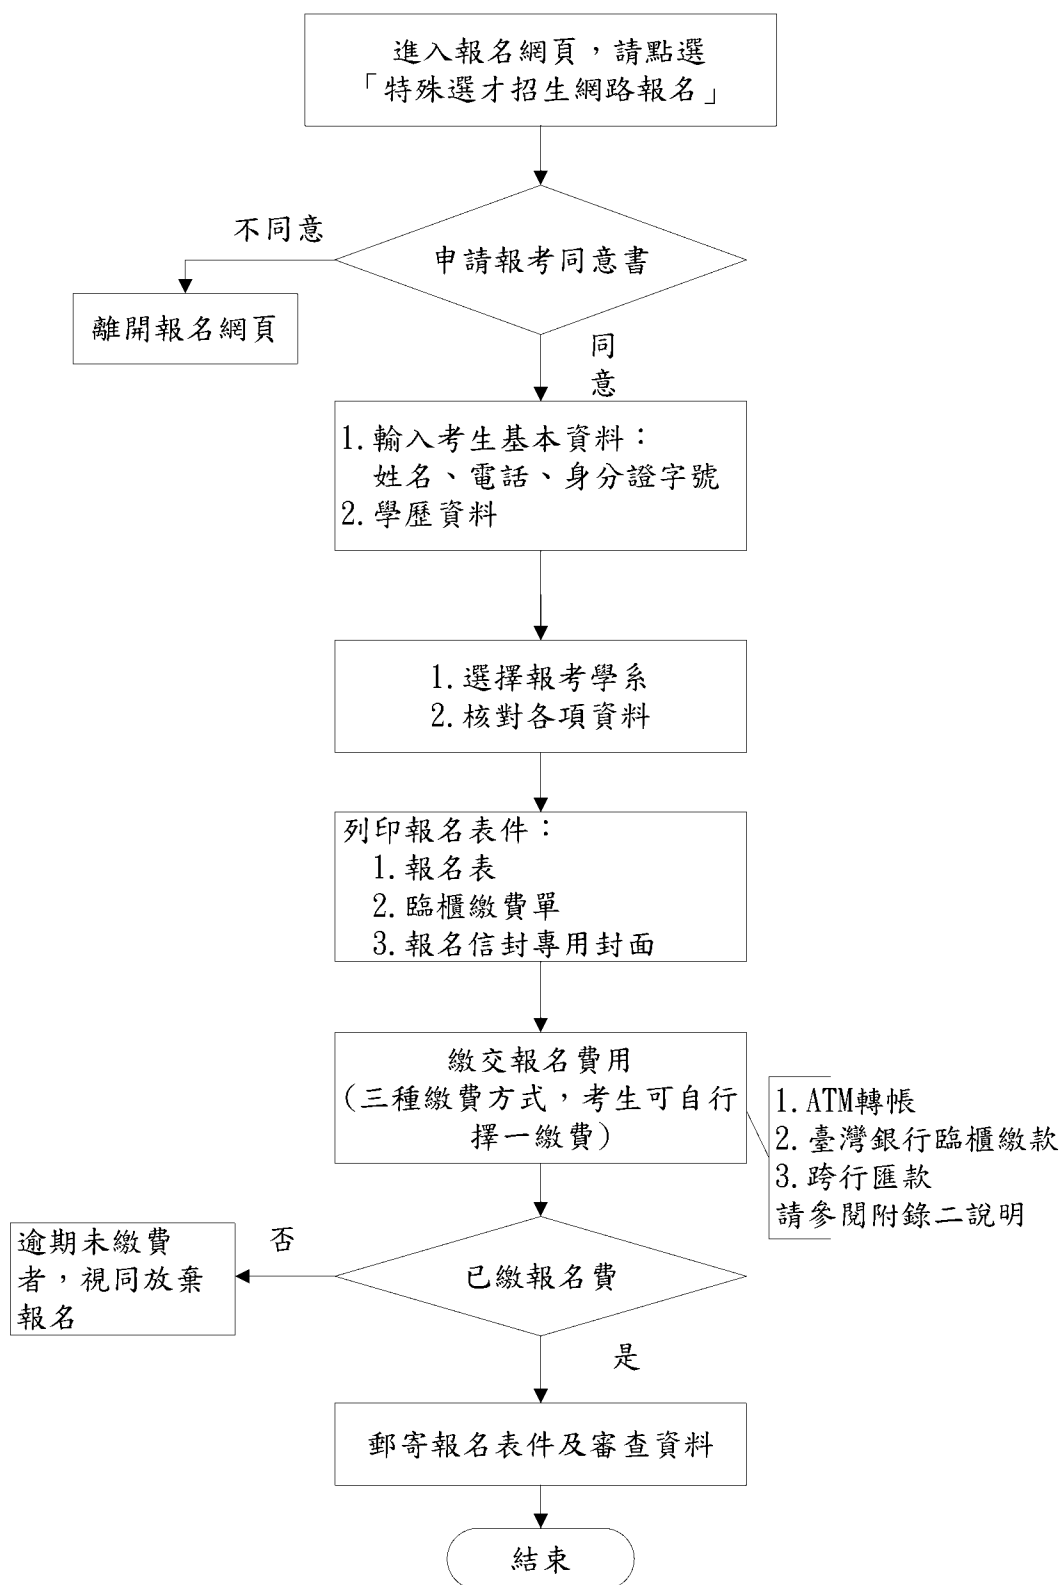 進入報名網頁，請點選
「特殊選才招生網路報名」
不同意
申請報考同意書
離開報名網頁
同
意
1.輸入考生基本資料：
姓名、電話、身分證字號
2.學歷資料
1.選擇報考學系
2.核對各項資料
列印報名表件：
1.報名表
2.臨櫃繳費單
3.報名信封專用封面
繳交報名費用
(三種繳費方式，考生可自行
擇一繳費)
1.ATM轉帳
2.臺灣銀行臨櫃繳款
3.跨行匯款
請參閱附錄二說明
否
逾期未繳費
者，視同放棄
報名
已繳報名費
是
郵寄報名表件及審查資料
結束